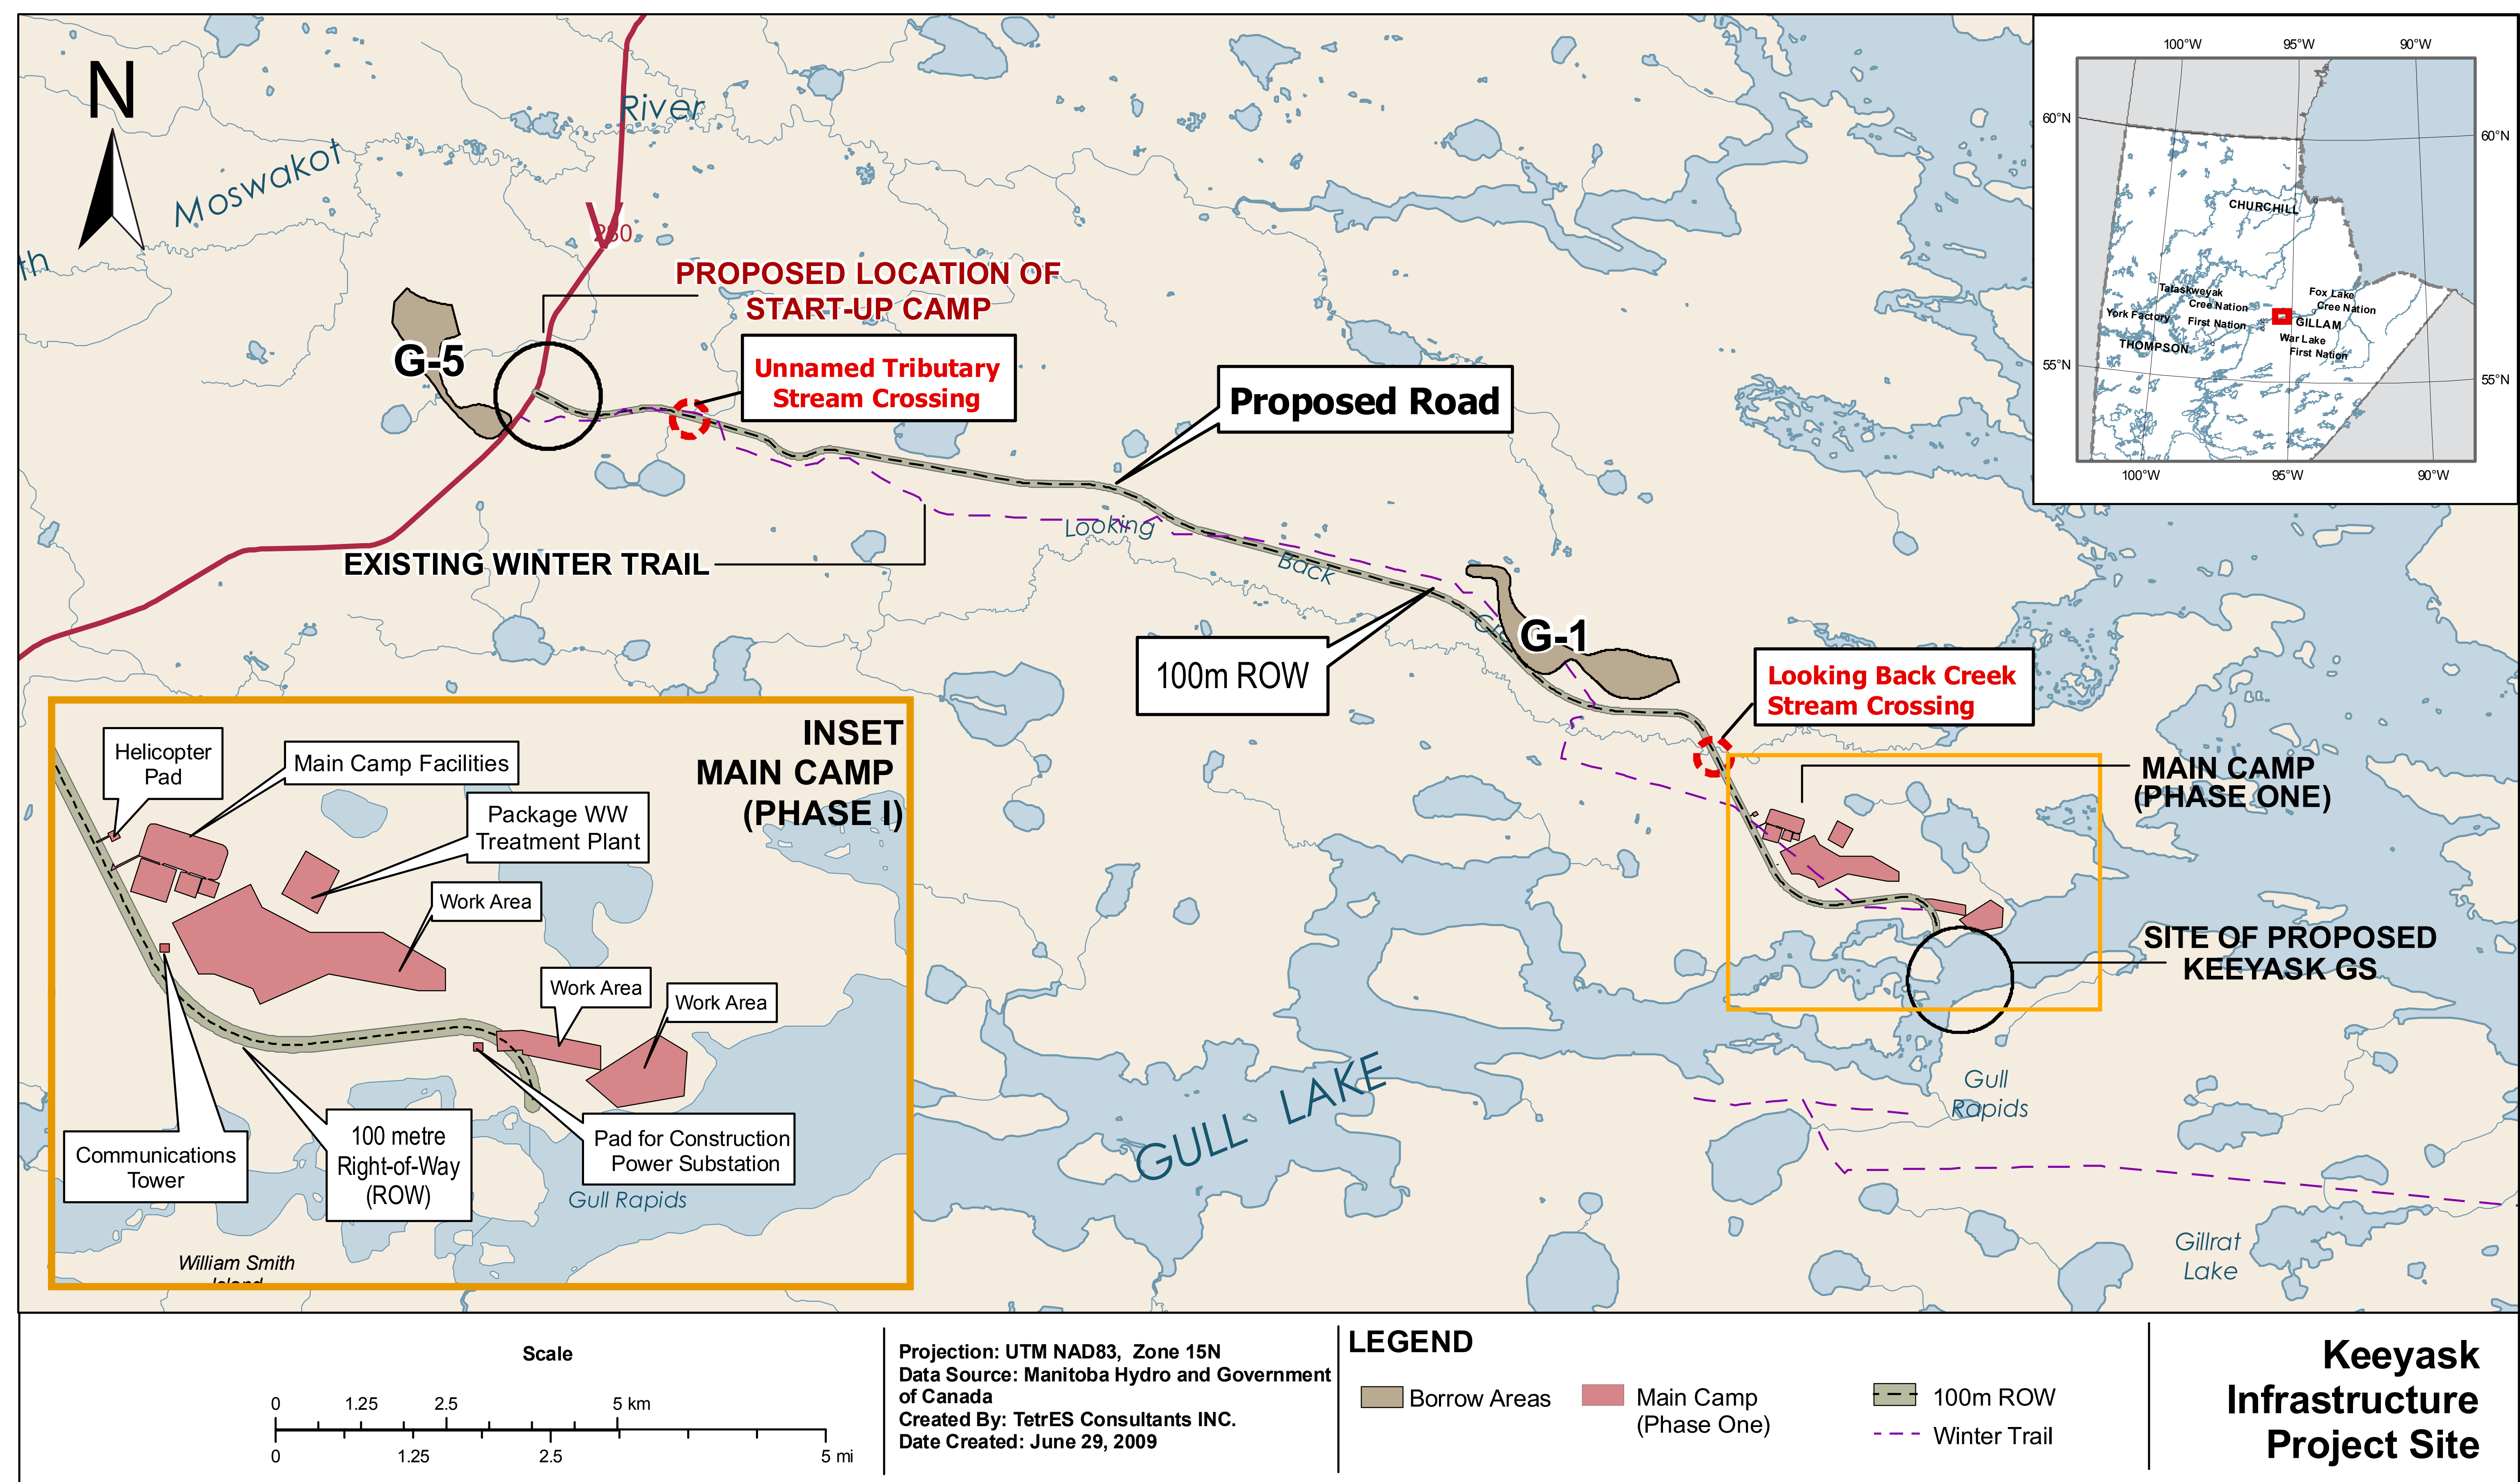 N
River
Moswakot
th
280
PROPOSED LOCATION OF
START-UP CAMP
G-5
Unnamed Tributary
Stream Crossing
Proposed Road
EXISTING WINTER TRAIL
Looking
Back
100m ROW
G-1
Looking Back Creek
Stream Crossing
MAIN CAMP
(PHASE ONE)
SITE OF PROPOSED
KEEYASK GS
GULL LAKE
Gull
Rapids
Gillrat
Lake
100°W
95°W
90°W
60°N
60°N
CHURCHILL
Tataskweyak
Cree Nation
Fox Lake
Cree Nation
York Factory
First Nation
GILLAM
THOMPSON
War Lake
First Nation
55°N
55°N
100°W
95°W
90°W
INSET
MAIN CAMP
(PHASE I)
Helicopter
Pad
Main Camp Facilities
Package WW
Treatment Plant
Work Area
Work Area
Work Area
Communications
Tower
100 metre
Right-of-Way
(ROW)
Pad for Construction
Power Substation
Gull Rapids
William Smith
Island
Scale
0 1.25 2.5 5 km
0 1.25 2.5 5 mi
Projection: UTM NAD83, Zone 15N
Data Source: Manitoba Hydro and Government
of Canada
Created By: TetrES Consultants INC.
Date Created: June 29, 2009
LEGEND
Borrow Areas
Main Camp
(Phase One)
100m ROW
Winter Trail
Keeyask
Infrastructure
Project Site